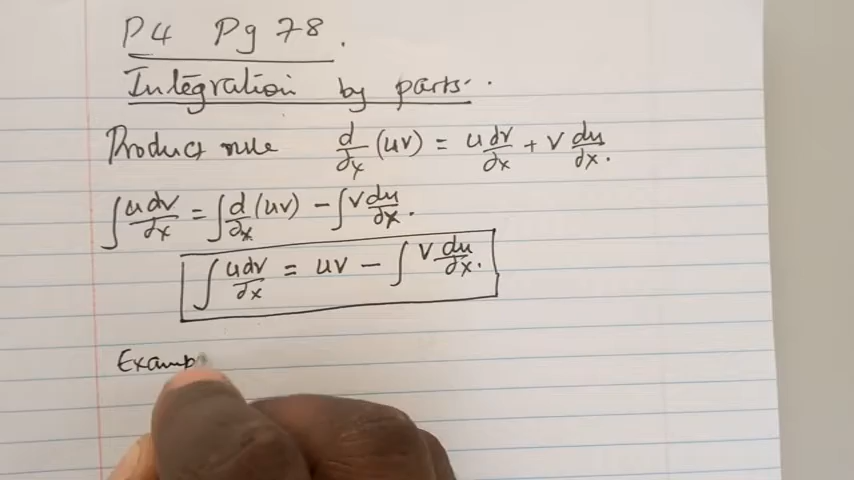 P4 Pg 78.
Integration by parts.
Product rule d/dx (uv) = u dv/dx + v du/dx.
∫ u dv/dx = ∫ d/dx (uv) − ∫ v du/dx.
∫ u dv/dx = uv − ∫ v du/dx.
Examp